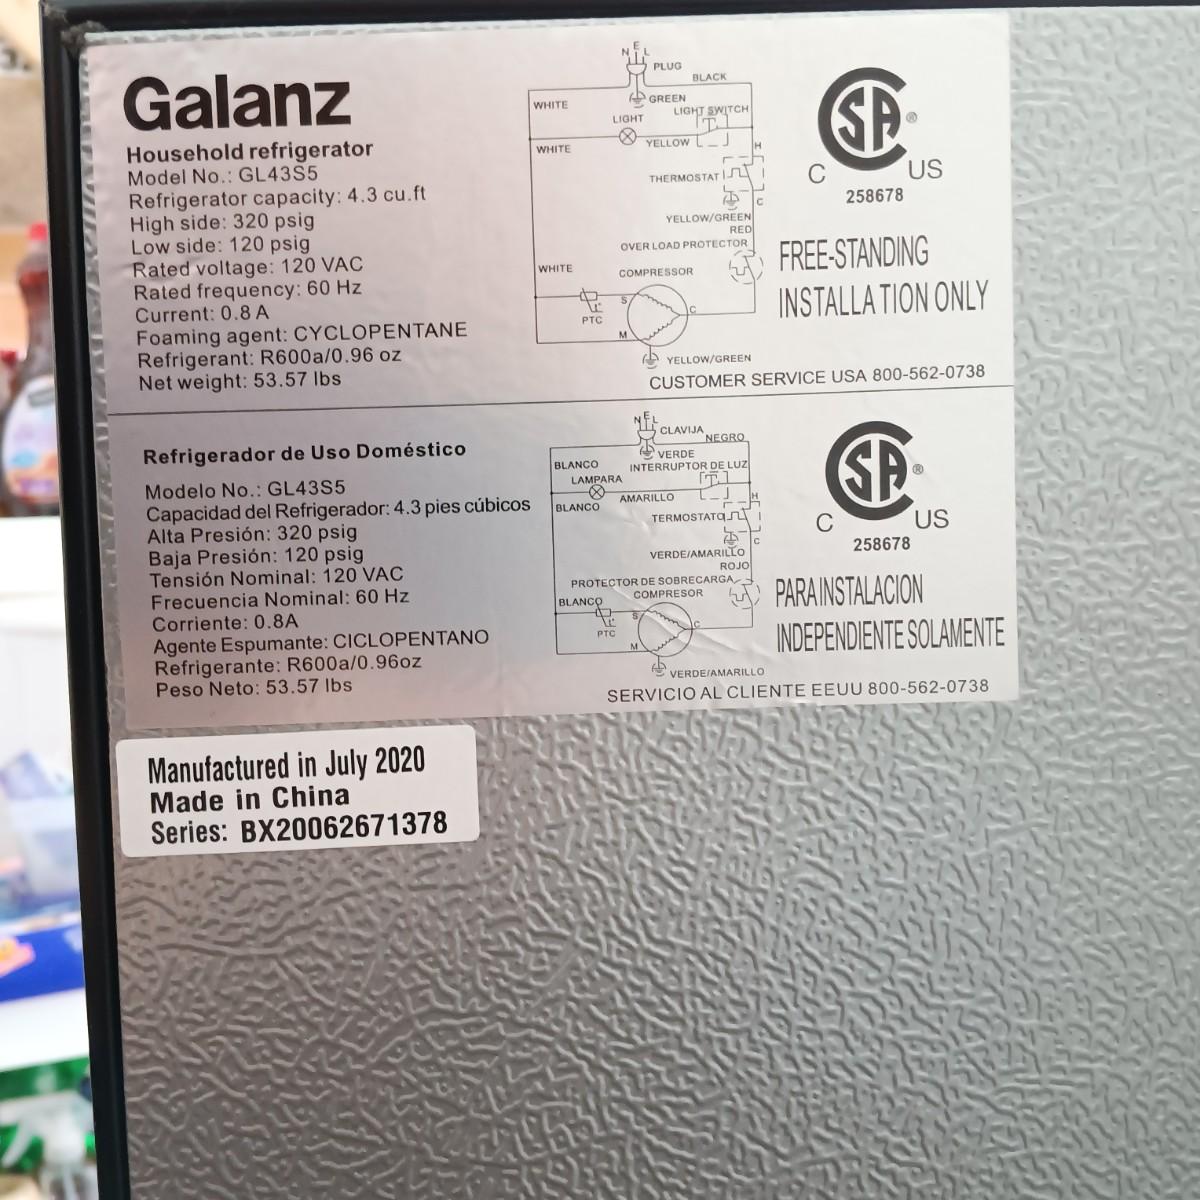 Galanz
Household refrigerator
Model No.: GL43S5
Refrigerator capacity: 4.3 cu.ft
High side: 320 psig
Low side: 120 psig
Rated voltage: 120 VAC
Rated frequency: 60 Hz
Current: 0.8 A
Foaming agent: CYCLOPENTANE
Refrigerant: R600a/0.96 oz
Net weight: 53.57 lbs
N E L
PLUG
BLACK
WHITE
GREEN
LIGHT SWITCH
LIGHT
WHITE
YELLOW
H
THERMOSTAT
C
YELLOW/GREEN
RED
OVER LOAD PROTECTOR
WHITE
COMPRESSOR
S
C
PTC
M
YELLOW/GREEN
CSA®
C US
258678
FREE-STANDING
INSTALLATION ONLY
CUSTOMER SERVICE USA 800-562-0738
Refrigerador de Uso Doméstico
Modelo No.: GL43S5
Capacidad del Refrigerador: 4.3 pies cúbicos
Alta Presión: 320 psig
Baja Presión: 120 psig
Tensión Nominal: 120 VAC
Frecuencia Nominal: 60 Hz
Corriente: 0.8A
Agente Espumante: CICLOPENTANO
Refrigerante: R600a/0.96oz
Peso Neto: 53.57 lbs
N E L
CLAVIJA
NEGRO
VERDE
BLANCO
INTERRUPTOR DE LUZ
LAMPARA
AMARILLO
BLANCO
H
TERMOSTATO
C
VERDE/AMARILLO
ROJO
PROTECTOR DE SOBRECARGA
COMPRESOR
BLANCO
S
C
PTC
M
VERDE/AMARILLO
CSA®
C US
258678
PARA INSTALACION
INDEPENDIENTE SOLAMENTE
SERVICIO AL CLIENTE EEUU 800-562-0738
Manufactured in July 2020
Made in China
Series: BX20062671378